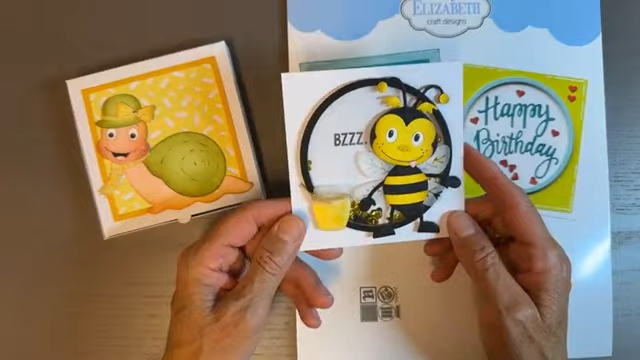 ELIZABETH
craft designs
BZZZ
Happy
Birthday